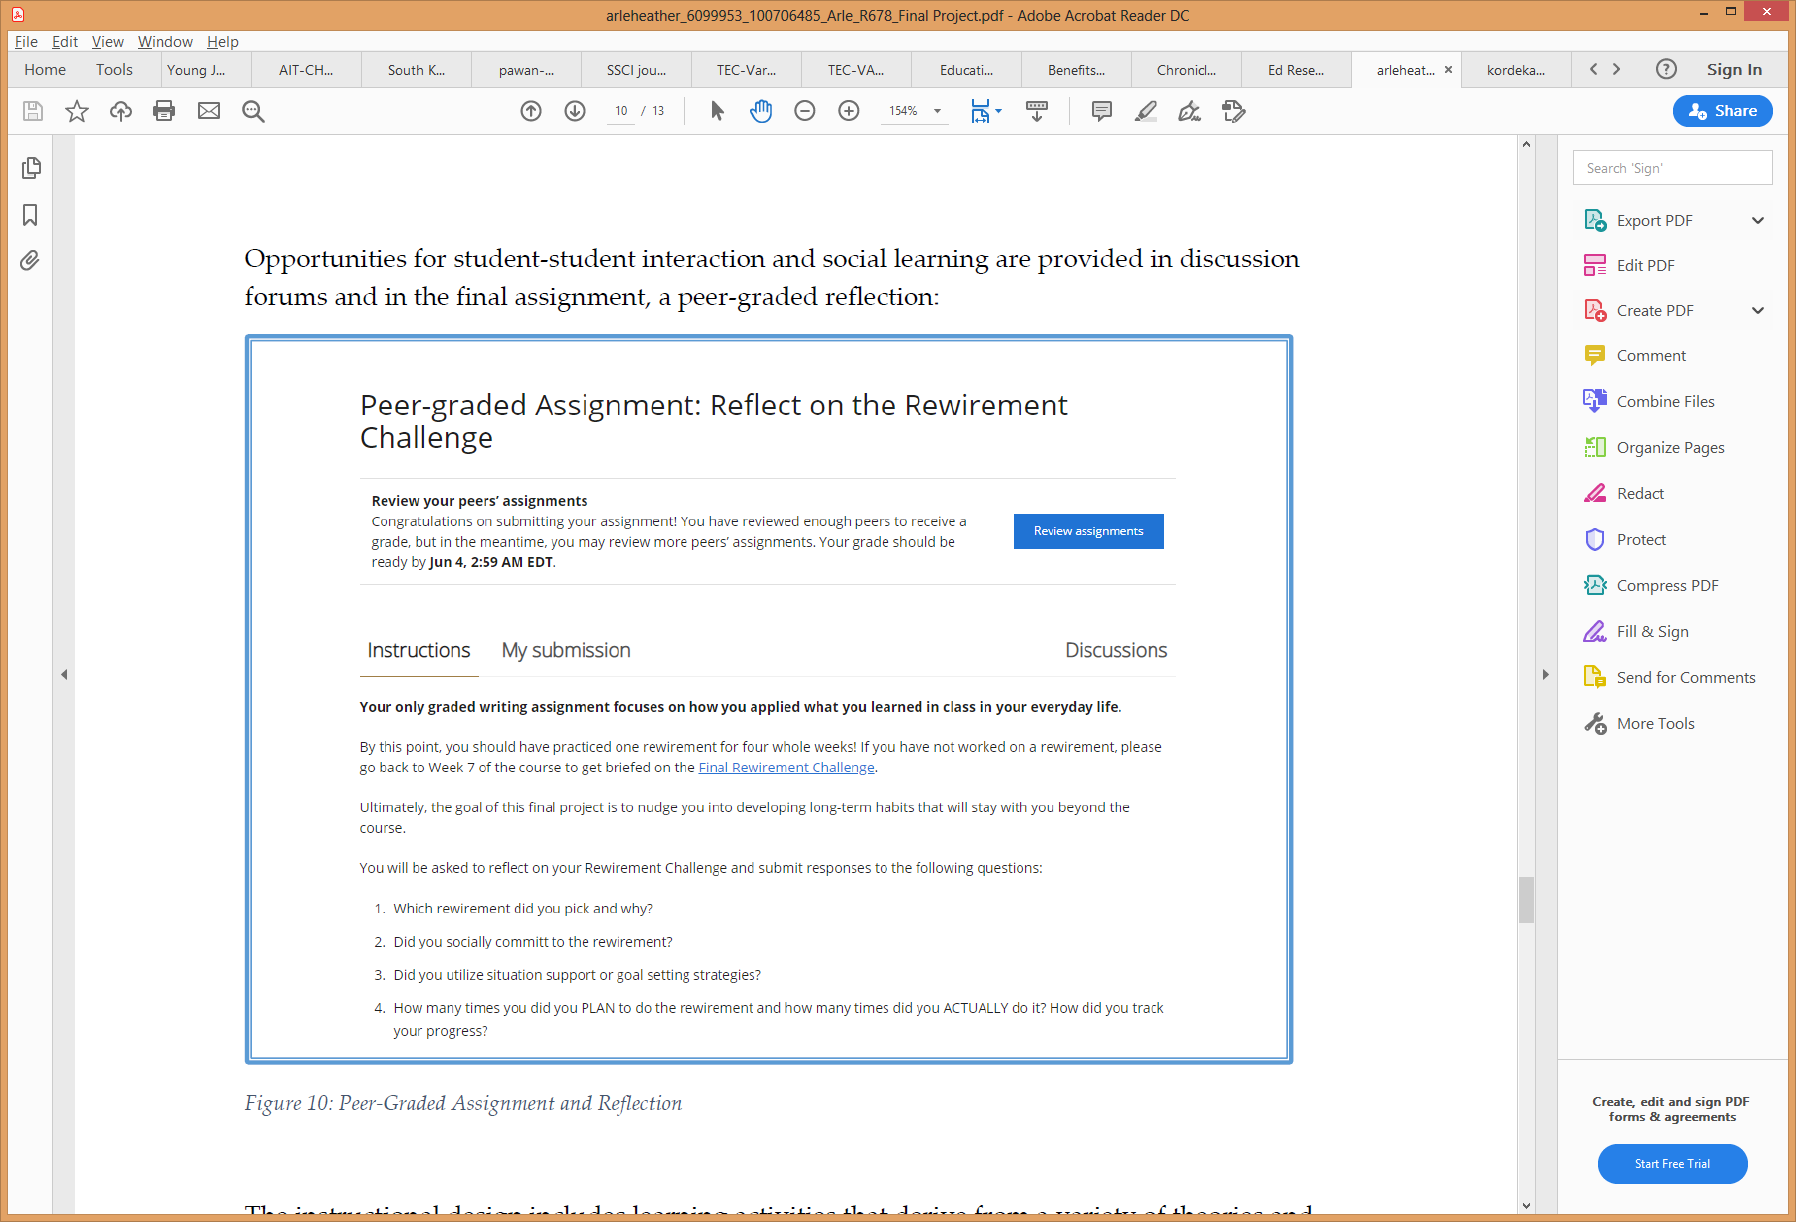 arleheather_6099953_100706485_Arle_R678_Final Project.pdf - Adobe Acrobat Reader DC
File Edit View Window Help
Home Tools Young J... AIT-CH... South K... pawan-... SSCI jou... TEC-Var... TEC-VA... Educati... Benefits... Chronicl... Ed Rese... arleheat... kordeka... Sign In
10 / 13 154% Share
Opportunities for student-student interaction and social learning are provided in discussion
forums and in the final assignment, a peer-graded reflection:
Peer-graded Assignment: Reflect on the Rewirement
Challenge
Review your peers’ assignments
Congratulations on submitting your assignment! You have reviewed enough peers to receive a
grade, but in the meantime, you may review more peers’ assignments. Your grade should be
ready by Jun 4, 2:59 AM EDT.
Review assignments
Instructions My submission Discussions
Your only graded writing assignment focuses on how you applied what you learned in class in your everyday life.
By this point, you should have practiced one rewirement for four whole weeks! If you have not worked on a rewirement, please
go back to Week 7 of the course to get briefed on the Final Rewirement Challenge.
Ultimately, the goal of this final project is to nudge you into developing long-term habits that will stay with you beyond the
course.
You will be asked to reflect on your Rewirement Challenge and submit responses to the following questions:
1. Which rewirement did you pick and why?
2. Did you socially committ to the rewirement?
3. Did you utilize situation support or goal setting strategies?
4. How many times you did you PLAN to do the rewirement and how many times did you ACTUALLY do it? How did you track
your progress?
Figure 10: Peer-Graded Assignment and Reflection
The instructional design includes learning activities that derive from a variety of theories and
Search 'Sign'
Export PDF
Edit PDF
Create PDF
Comment
Combine Files
Organize Pages
Redact
Protect
Compress PDF
Fill & Sign
Send for Comments
More Tools
Create, edit and sign PDF
forms & agreements
Start Free Trial